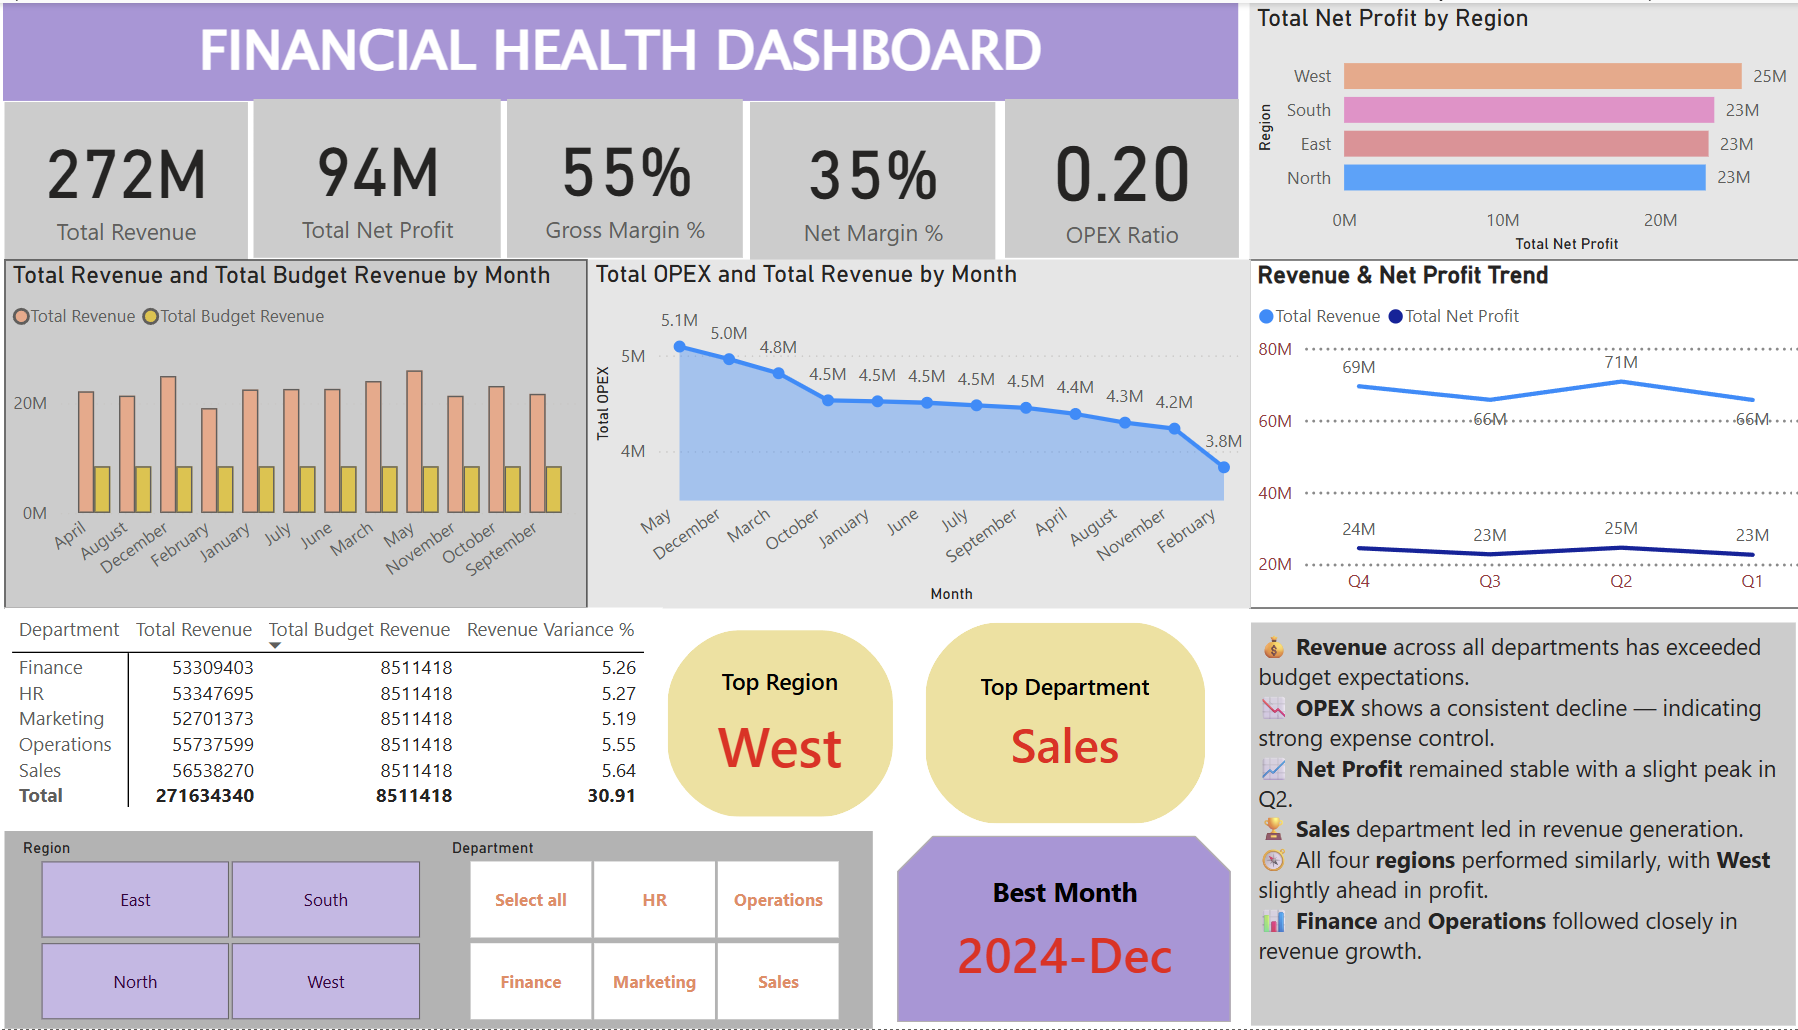 FINANCIAL HEALTH DASHBOARD
272M
Total Revenue
94M
Total Net Profit
55%
Gross Margin %
35%
Net Margin %
0.20
OPEX Ratio
Total Net Profit by Region
Region
West 25M
South 23M
East 23M
North 23M
0M 10M 20M
Total Net Profit
Total Revenue and Total Budget Revenue by Month
Total Revenue Total Budget Revenue
20M
0M
April August December February January July June March May November October September
Total OPEX and Total Revenue by Month
Total OPEX
5M
4M
5.1M 5.0M 4.8M 4.5M 4.5M 4.5M 4.5M 4.5M 4.4M 4.3M 4.2M 3.8M
May December March October January June July September April August November February
Month
Revenue & Net Profit Trend
Total Revenue Total Net Profit
80M
69M 71M
60M 66M 66M
40M
24M 23M 25M 23M
20M
Q4 Q3 Q2 Q1
Department Total Revenue Total Budget Revenue Revenue Variance %
Finance 53309403 8511418 5.26
HR 53347695 8511418 5.27
Marketing 52701373 8511418 5.19
Operations 55737599 8511418 5.55
Sales 56538270 8511418 5.64
Total 271634340 8511418 30.91
Top Region
West
Top Department
Sales
Region
East South
North West
Department
Select all HR Operations
Finance Marketing Sales
Best Month
2024-Dec
💰 Revenue across all departments has exceeded
budget expectations.
📉 OPEX shows a consistent decline — indicating
strong expense control.
📈 Net Profit remained stable with a slight peak in
Q2.
🏆 Sales department led in revenue generation.
🧭 All four regions performed similarly, with West
slightly ahead in profit.
📊 Finance and Operations followed closely in
revenue growth.